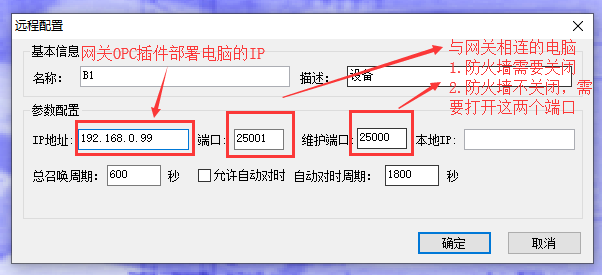 远程配置
基本信息
网关OPC插件部署电脑的IP
与网关相连的电脑
1.防火墙需要关闭
2.防火墙不关闭，需
要打开这两个端口
名称： B1 描述： 设备
参数配置
IP地址: 192.168.0.99 端口: 25001 维护端口: 25000 本地IP:
总召唤周期: 600 秒 允许自动对时 自动对时周期: 1800 秒
确定 取消